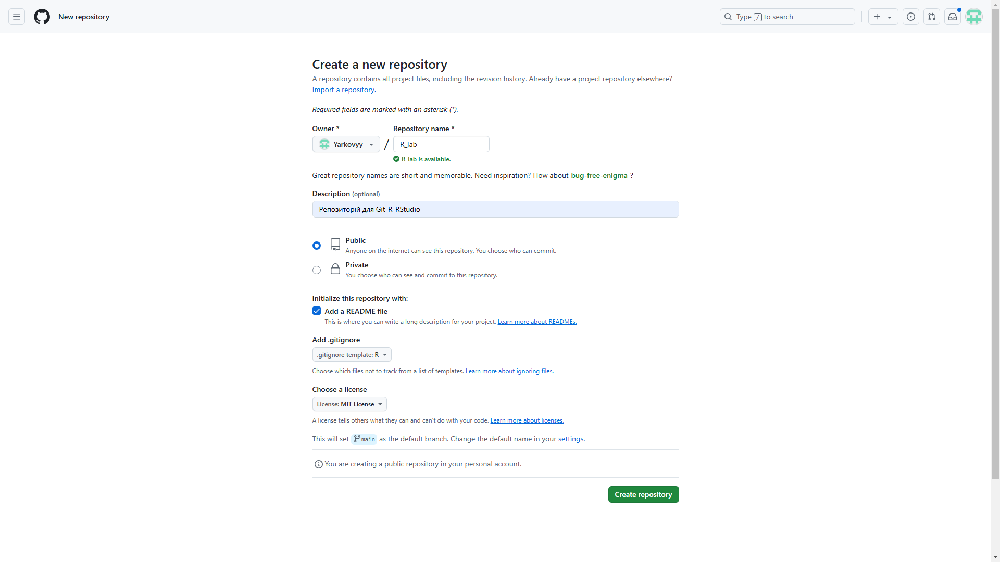 New repository
Type / to search
Create a new repository
A repository contains all project files, including the revision history. Already have a project repository elsewhere?
Import a repository.
Required fields are marked with an asterisk (*).
Owner *
Repository name *
Yarkovyy
/
R_lab
R_lab is available.
Great repository names are short and memorable. Need inspiration? How about bug-free-enigma ?
Description (optional)
Репозиторій для Git-R-RStudio
Public
Anyone on the internet can see this repository. You choose who can commit.
Private
You choose who can see and commit to this repository.
Initialize this repository with:
Add a README file
This is where you can write a long description for your project. Learn more about READMEs.
Add .gitignore
.gitignore template: R
Choose which files not to track from a list of templates. Learn more about ignoring files.
Choose a license
License: MIT License
A license tells others what they can and can't do with your code. Learn more about licenses.
This will set main as the default branch. Change the default name in your settings.
You are creating a public repository in your personal account.
Create repository